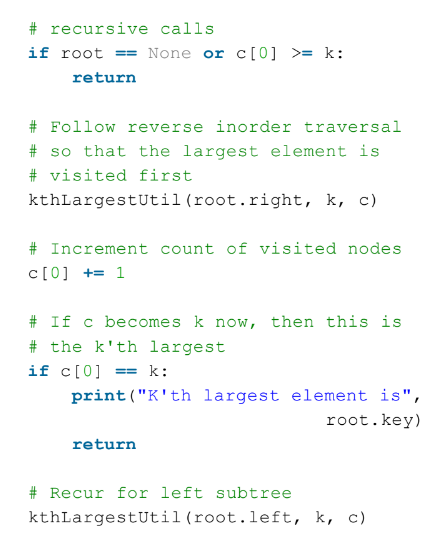 # recursive calls
if root == None or c[0] >= k:
    return

# Follow reverse inorder traversal
# so that the largest element is
# visited first
kthLargestUtil(root.right, k, c)

# Increment count of visited nodes
c[0] += 1

# If c becomes k now, then this is
# the k'th largest
if c[0] == k:
    print("K'th largest element is",
                        root.key)
    return

# Recur for left subtree
kthLargestUtil(root.left, k, c)